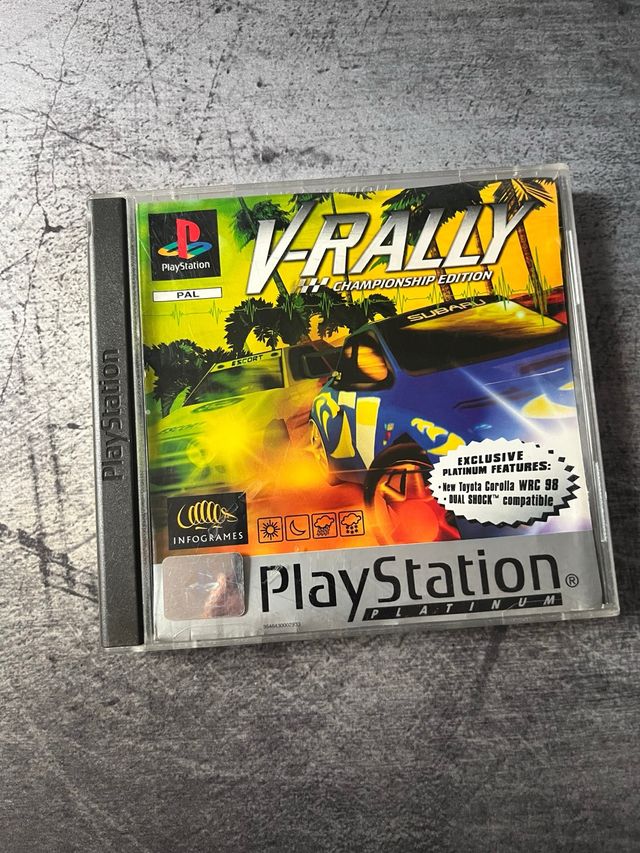 PlayStation
PlayStation
PAL
V-RALLY
CHAMPIONSHIP EDITION
SUBARU
ESCORT
EXCLUSIVE
PLATINUM FEATURES:
• New Toyota Corolla WRC 98
• DUAL SHOCK™ compatible
INFOGRAMES
PlayStation®
PLATINUM